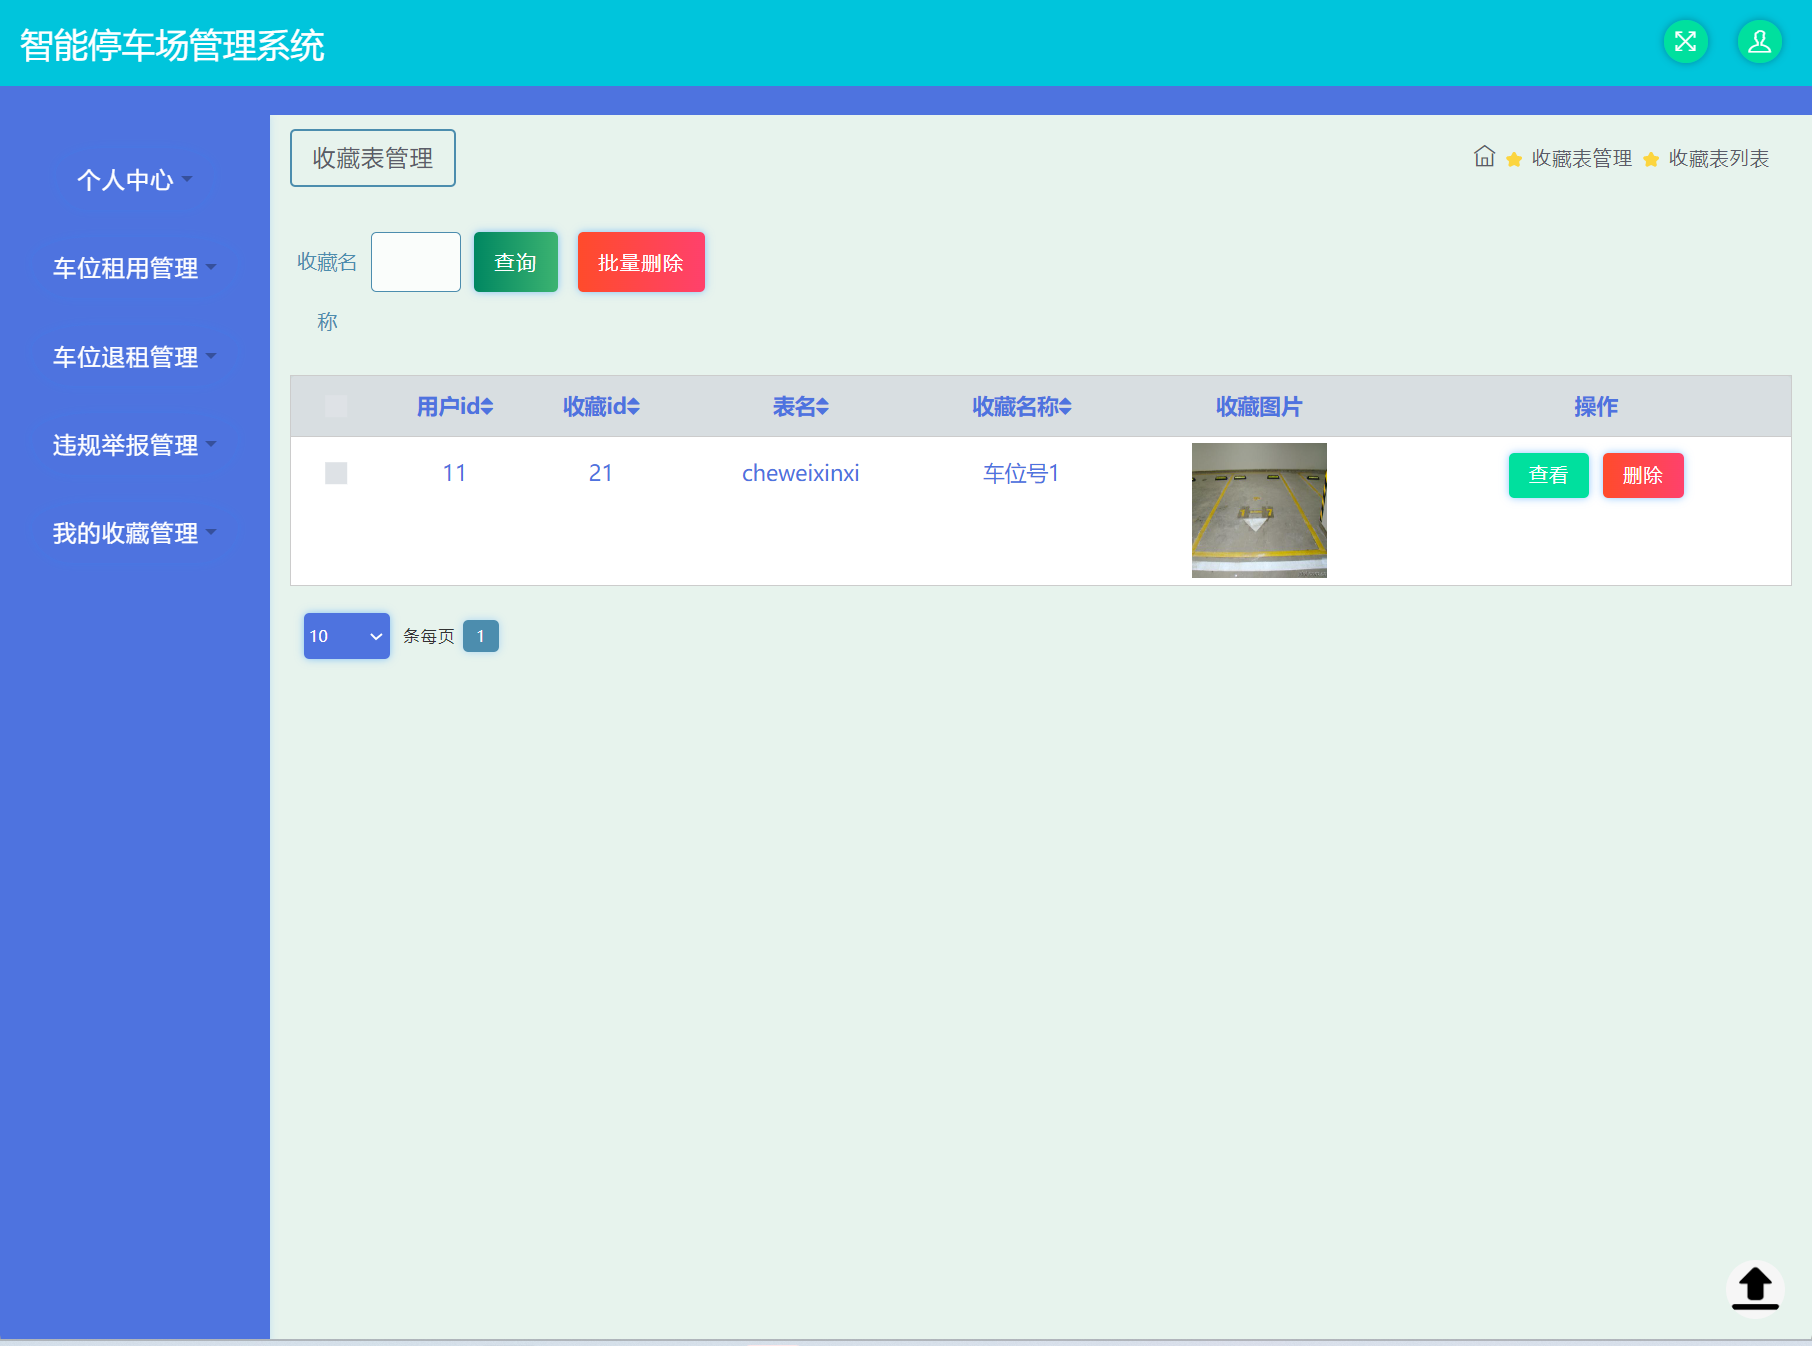 智能停车场管理系统
个人中心
车位租用管理
车位退租管理
违规举报管理
我的收藏管理
收藏表管理
收藏表管理 收藏表列表
收藏名称 查询 批量删除
用户id 收藏id 表名 收藏名称 收藏图片 操作
11 21 cheweixinxi 车位号1 查看 删除
10 条每页 1